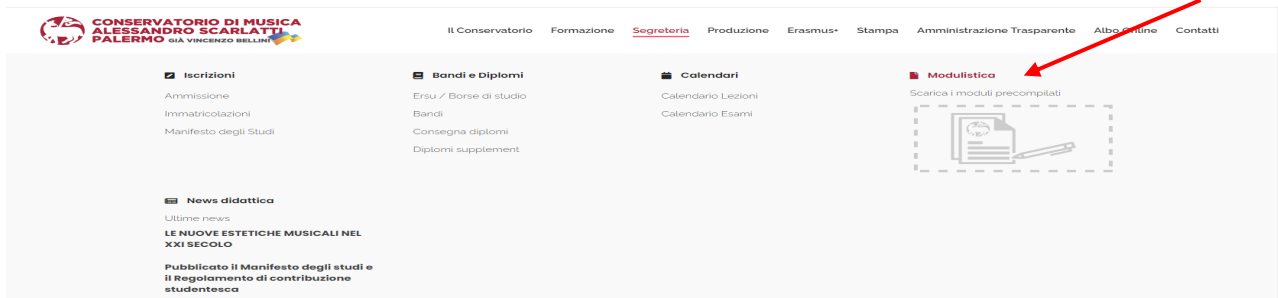 CONSERVATORIO DI MUSICA
ALESSANDRO SCARLATTI
PALERMO GIÀ VINCENZO BELLINI
IL Conservatorio Formazione Segreteria Produzione Erasmus+ Stampa Amministrazione Trasparente Albo Online Contatti
Iscrizioni
Ammissione
Immatricolazioni
Manifesto degli Studi
Bandi e Diplomi
Ersu / Borse di studio
Bandi
Consegna diplomi
Diplomi supplement
Calendari
Calendario Lezioni
Calendario Esami
Modulistica
Scarica i moduli precompilati
News didattica
Ultime news
LE NUOVE ESTETICHE MUSICALI NEL
XXI SECOLO
Pubblicato il Manifesto degli studi e
il Regolamento di contribuzione
studentesca